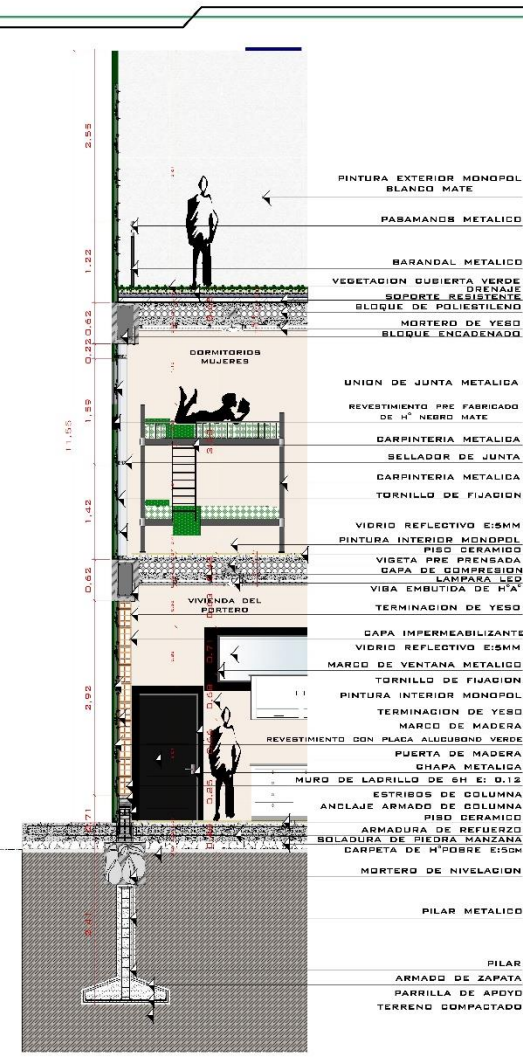 PINTURA EXTERIOR MONOPOL
BLANCO MATE
PASAMANOS METALICO
BARANDAL METALICO
VEGETACION CUBIERTA VERDE
DRENAJE
SOPORTE RESISTENTE
BLOQUE DE POLIESTILENO
MORTERO DE YESO
BLOQUE ENCADENADO
UNION DE JUNTA METALICA
REVESTIMIENTO PRE FABRICADO
DE H° NEGRO MATE
CARPINTERIA METALICA
SELLADOR DE JUNTA
CARPINTERIA METALICA
TORNILLO DE FIJACION
VIDRIO REFLECTIVO E:5MM
PINTURA INTERIOR MONOPOL
PISO CERAMICO
VIGETA PRE PRENSADA
CAPA DE COMPRESION
LAMPARA LED
VIGA EMBUTIDA DE H°A°
TERMINACION DE YESO
CAPA IMPERMEABILIZANTE
VIDRIO REFLECTIVO E:5MM
MARCO DE VENTANA METALICO
TORNILLO DE FIJACION
PINTURA INTERIOR MONOPOL
TERMINACION DE YESO
MARCO DE MADERA
REVESTIMIENTO CON PLACA ALUCUBOND VERDE
PUERTA DE MADERA
CHAPA METALICA
MURO DE LADRILLO DE 6H E: 0.12
ESTRIBOS DE COLUMNA
ANCLAJE ARMADO DE COLUMNA
PISO CERAMICO
ARMADURA DE REFUERZO
SOLADURA DE PIEDRA MANZANA
CARPETA DE H°POBRE E:5CM
MORTERO DE NIVELACION
PILAR METALICO
PILAR
ARMADO DE ZAPATA
PARRILLA DE APOYO
TERRENO COMPACTADO
DORMITORIOS
MUJERES
VIVIENDA DEL
PORTERO
2.55
1.22
0.62
0.22
1.59
11.55
1.42
0.62
2.92